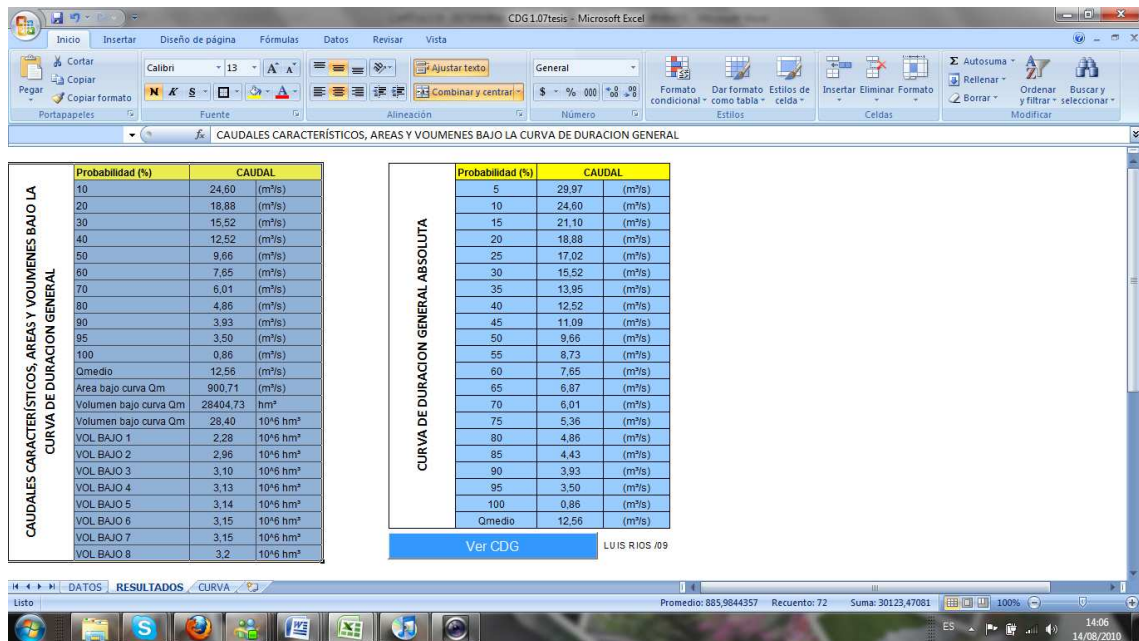 CDG 1.07tesis - Microsoft Excel
Inicio Insertar Diseño de página Fórmulas Datos Revisar Vista
Pegar
Cortar
Copiar
Copiar formato
Portapapeles
Calibri 13
N K S
Fuente
Ajustar texto
Combinar y centrar
Alineación
General
$ % 000
Número
Formato condicional
Dar formato como tabla
Estilos de celda
Estilos
Insertar Eliminar Formato
Celdas
Σ Autosuma
Rellenar
Borrar
Ordenar y filtrar
Buscar y seleccionar
Modificar
fx CAUDALES CARACTERÍSTICOS, AREAS Y VOUMENES BAJO LA CURVA DE DURACION GENERAL
CAUDALES CARACTERÍSTICOS, AREAS Y VOUMENES BAJO LA
CURVA DE DURACION GENERAL
Probabilidad (%) CAUDAL
10 24,60 (m³/s)
20 18,88 (m³/s)
30 15,52 (m³/s)
40 12,52 (m³/s)
50 9,66 (m³/s)
60 7,65 (m³/s)
70 6,01 (m³/s)
80 4,86 (m³/s)
90 3,93 (m³/s)
95 3,50 (m³/s)
100 0,86 (m³/s)
Qmedio 12,56 (m³/s)
Area bajo curva Qm 900,71 (m³/s)
Volumen bajo curva Qm 28404,73 hm³
Volumen bajo curva Qm 28,40 10^6 hm³
VOL BAJO 1 2,28 10^6 hm³
VOL BAJO 2 2,96 10^6 hm³
VOL BAJO 3 3,10 10^6 hm³
VOL BAJO 4 3,13 10^6 hm³
VOL BAJO 5 3,14 10^6 hm³
VOL BAJO 6 3,15 10^6 hm³
VOL BAJO 7 3,15 10^6 hm³
VOL BAJO 8 3,2 10^6 hm³
CURVA DE DURACION GENERAL ABSOLUTA
Probabilidad (%) CAUDAL
5 29,97 (m³/s)
10 24,60 (m³/s)
15 21,10 (m³/s)
20 18,88 (m³/s)
25 17,02 (m³/s)
30 15,52 (m³/s)
35 13,95 (m³/s)
40 12,52 (m³/s)
45 11,09 (m³/s)
50 9,66 (m³/s)
55 8,73 (m³/s)
60 7,65 (m³/s)
65 6,87 (m³/s)
70 6,01 (m³/s)
75 5,36 (m³/s)
80 4,86 (m³/s)
85 4,43 (m³/s)
90 3,93 (m³/s)
95 3,50 (m³/s)
100 0,86 (m³/s)
Qmedio 12,56 (m³/s)
Ver CDG
LUIS RIOS /09
DATOS RESULTADOS CURVA
Listo
Promedio: 885,9844357 Recuento: 72 Suma: 30123,47081 100%
ES
14:06
14/08/2010